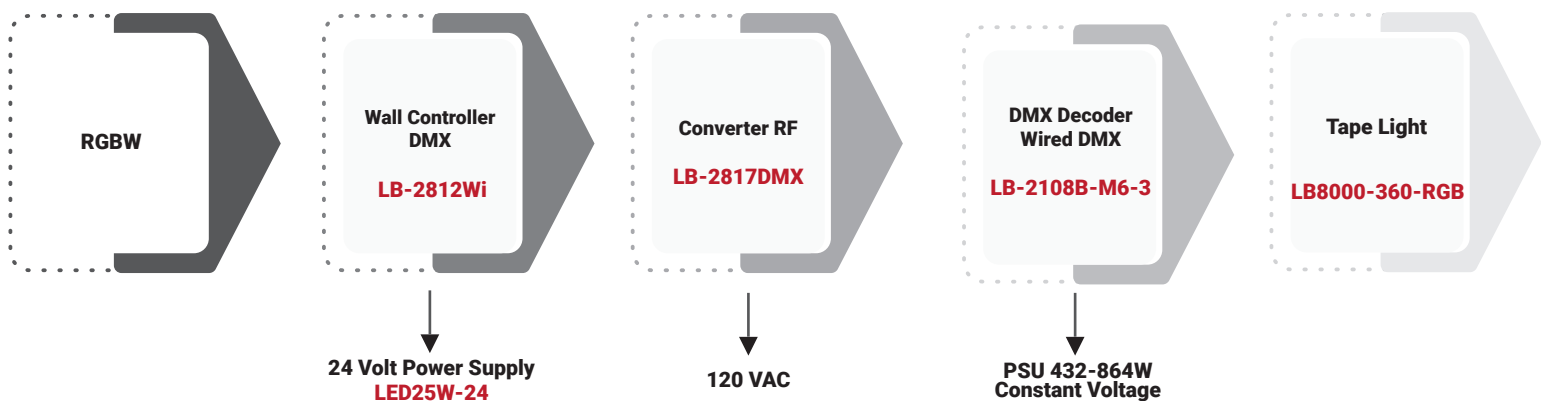 RGBW
Wall Controller
DMX
LB-2812Wi
24 Volt Power Supply
LED25W-24
Converter RF
LB-2817DMX
120 VAC
DMX Decoder
Wired DMX
LB-2108B-M6-3
PSU 432-864W
Constant Voltage
Tape Light
LB8000-360-RGB